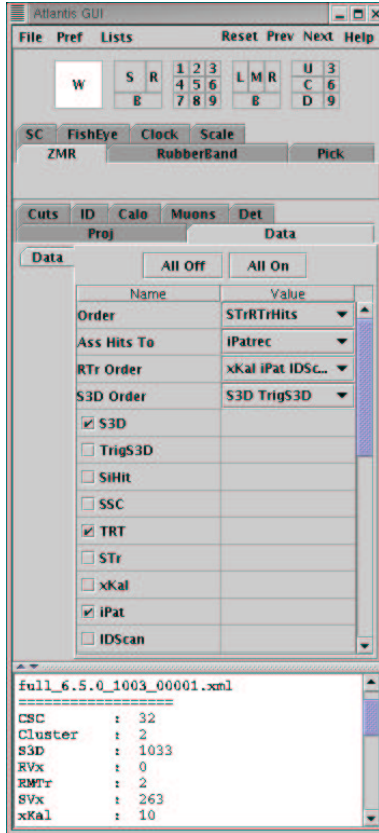 Atlantis GUI
File Pref Lists Reset Prev Next Help
W S R B 1 2 3 4 5 6 7 8 9 L M R B U 3 C 6 D 9
SC FishEye Clock Scale
ZMR RubberBand Pick
Cuts ID Calo Muons Det
Proj Data
Data All Off All On
Name Value
Order STrRTrHits
Ass Hits To iPatrec
RTr Order xKal iPat IDSc...
S3D Order S3D TrigS3D
S3D
TrigS3D
SiHit
SSC
TRT
STr
xKal
iPat
IDScan
full_6.5.0_1003_00001.xml
===================
CSC : 32
Cluster : 2
S3D : 1033
RVx : 0
RMTr : 2
SVx : 263
xKal : 10